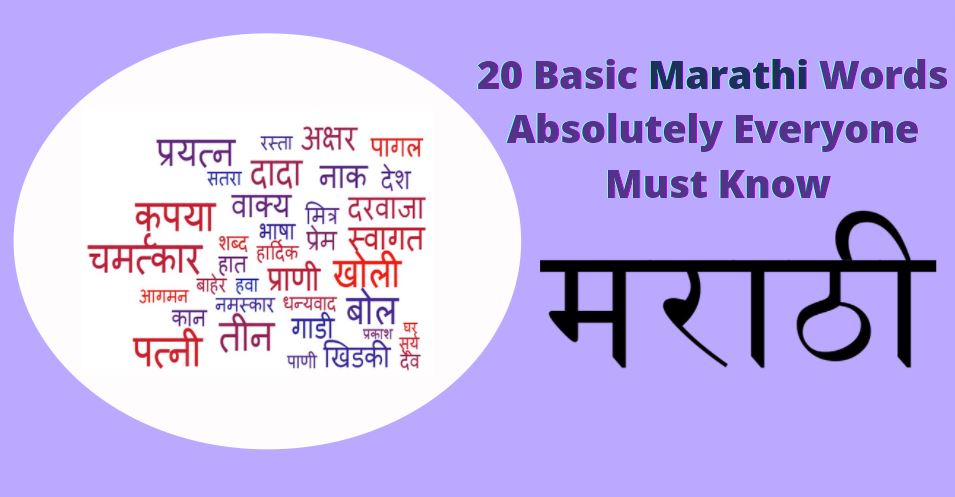 20 Basic Marathi Words
Absolutely Everyone
Must Know
मराठी
प्रयत्न रस्ता अक्षर पागल
सतरा दादा नाक देश
कृपया वाक्य मित्र दरवाजा
भाषा प्रेम स्वागत
चमत्कार शब्द हार्दिक
हात प्राणी खोली
बाहेर हवा
आगमन नमस्कार धन्यवाद बोल
कान तीन गाडी प्रकाश घर
सूर्य
पत्नी पाणी खिडकी देव